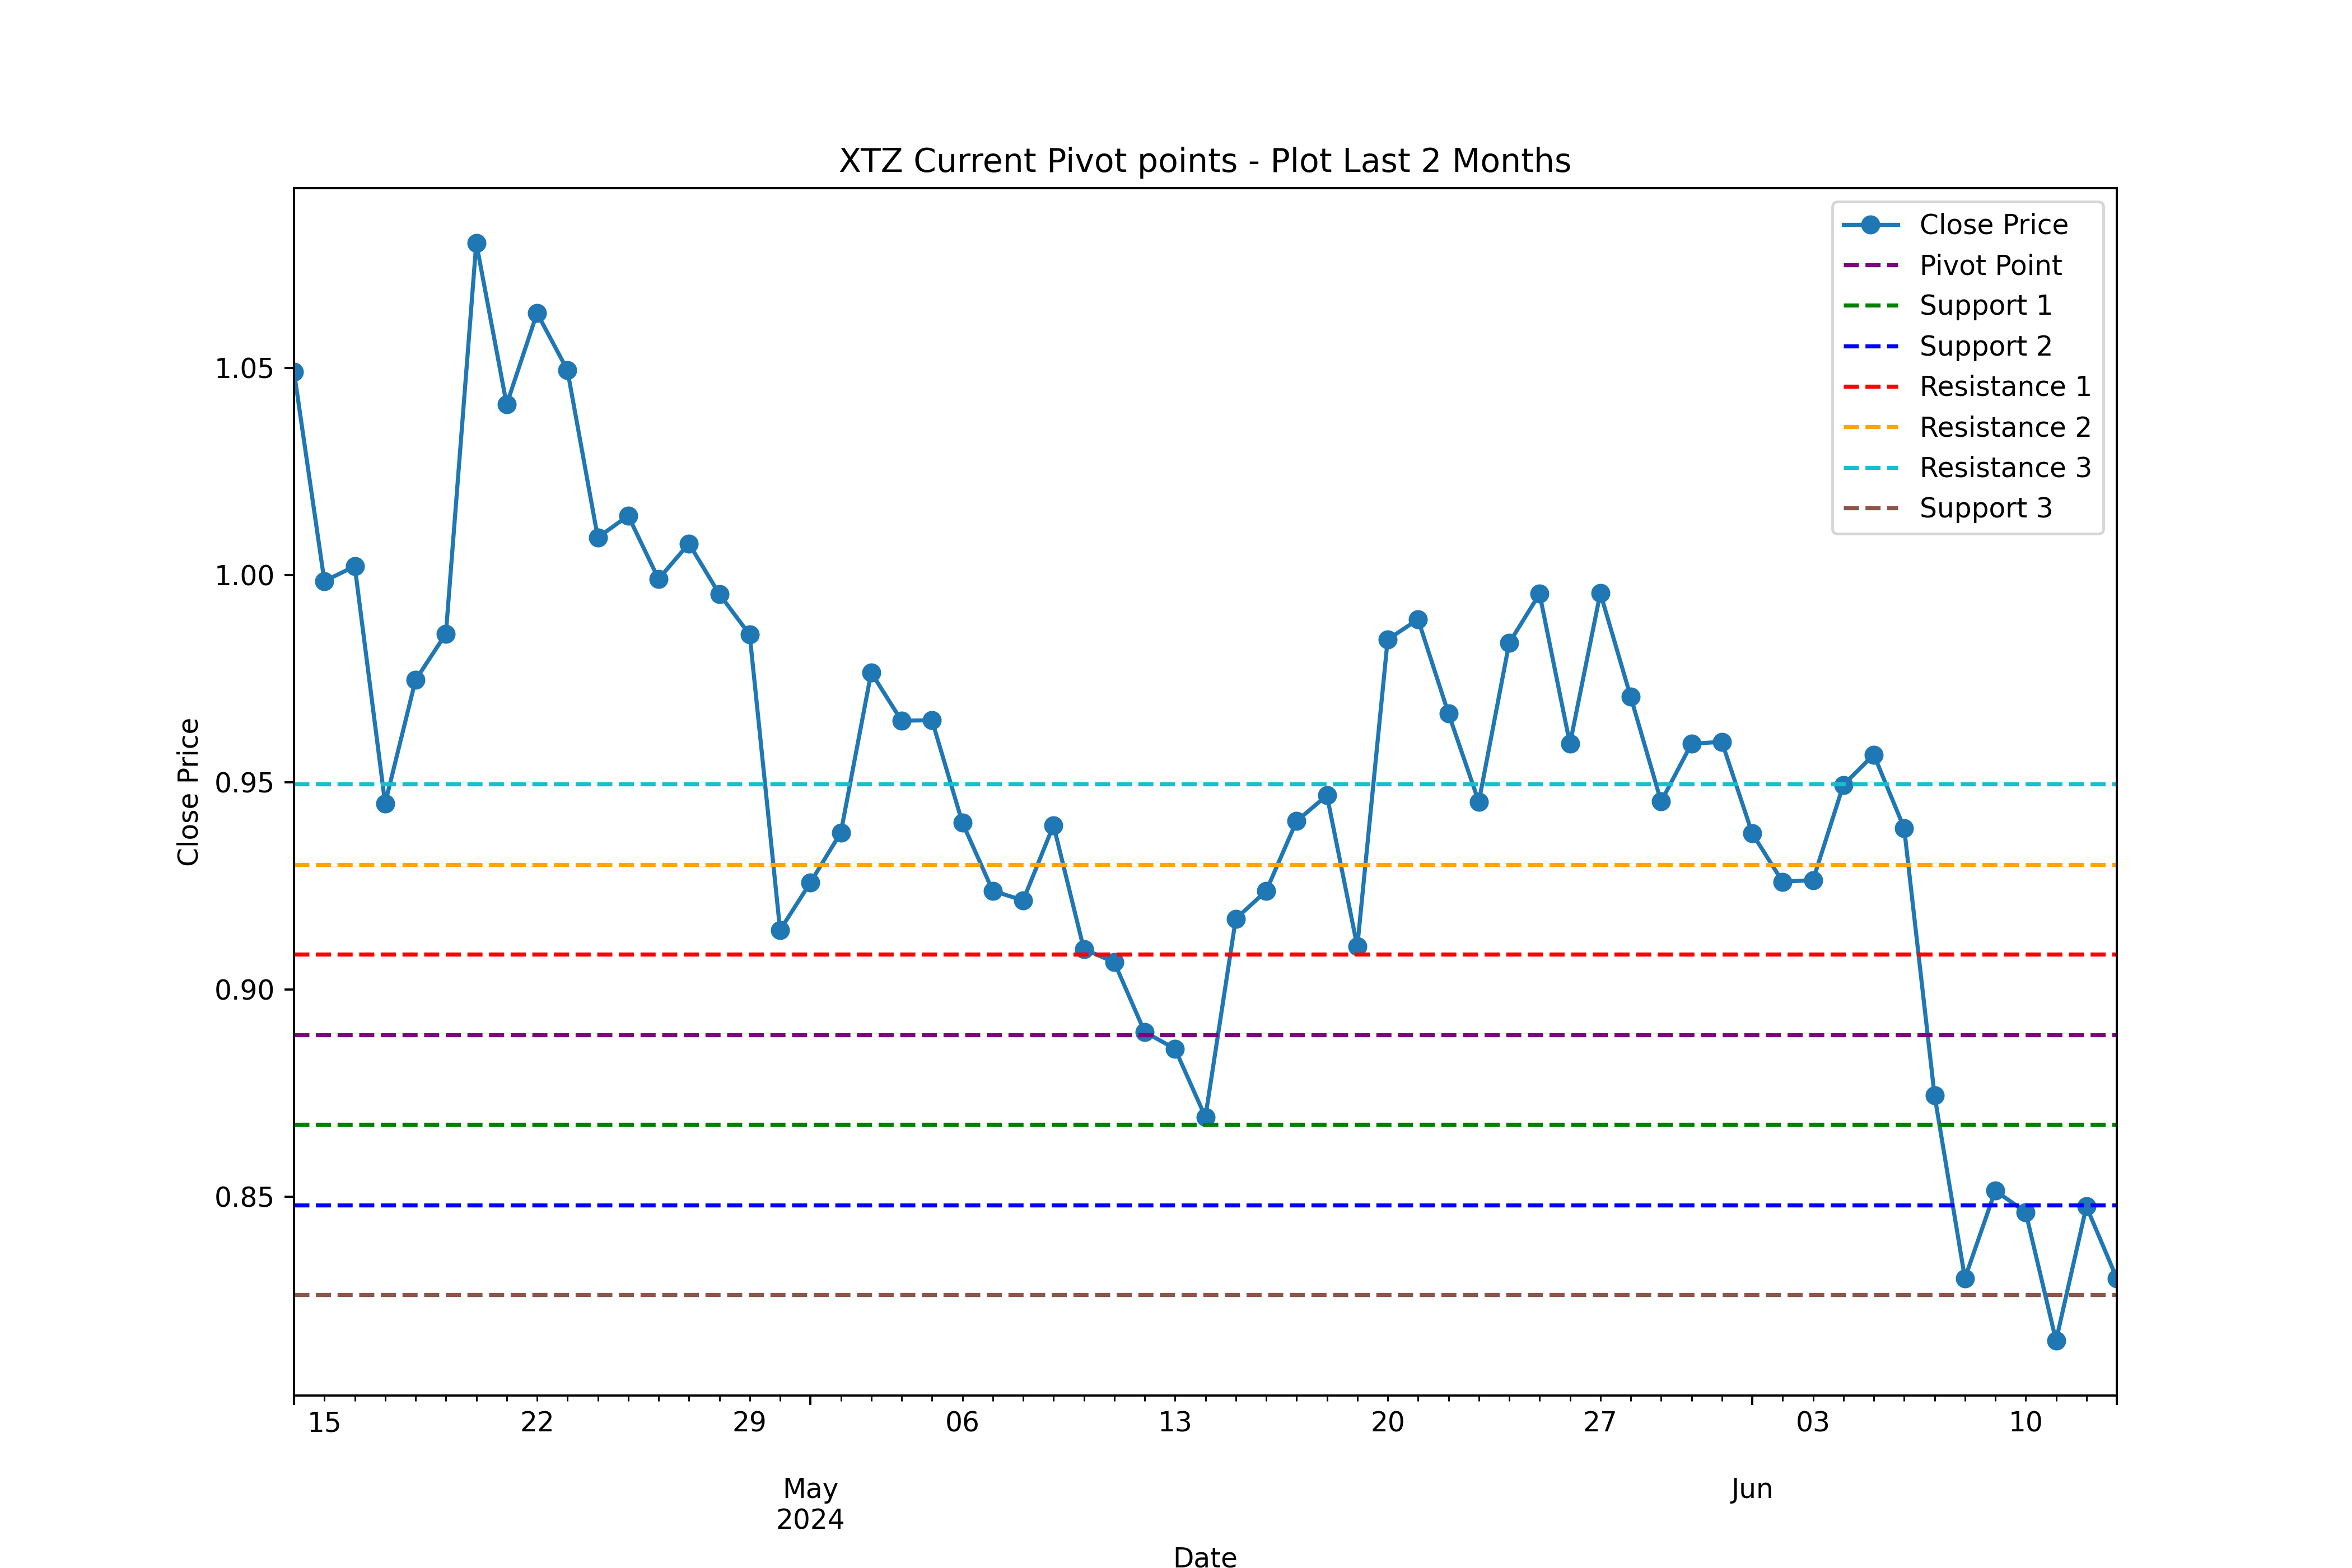 XTZ Current Pivot points - Plot Last 2 Months
Close Price
Pivot Point
Support 1
Support 2
Resistance 1
Resistance 2
Resistance 3
Support 3
Close Price
1.05
1.00
0.95
0.90
0.85
15 22 29 06 13 20 27 03 10
May Jun
2024
Date